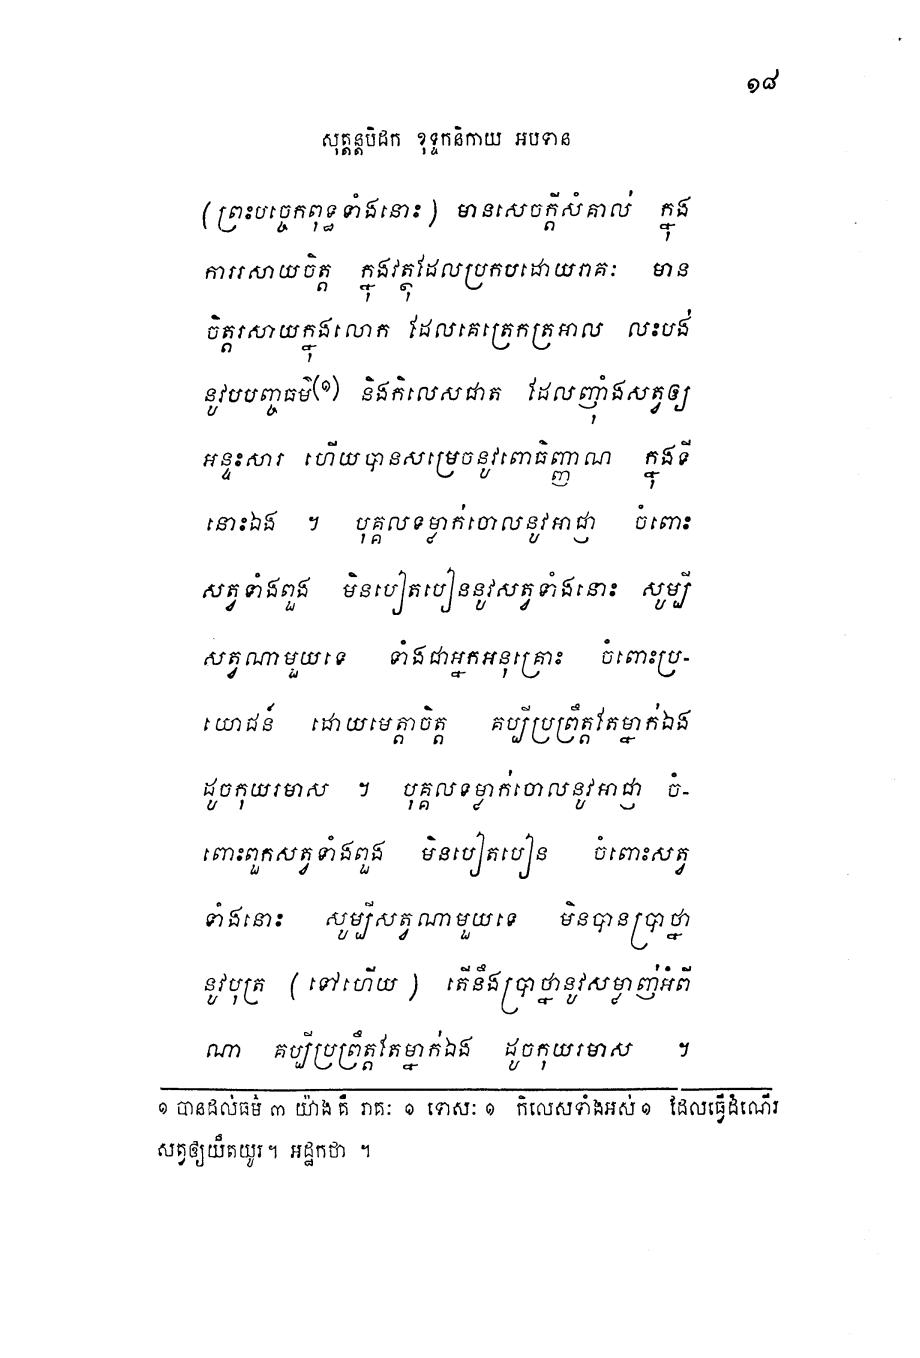 ១៨
សុត្តន្តបិដក ខុទ្ទកនិកាយ អបទាន
(ព្រះបច្ចេកពុទ្ធទាំងនោះ) មានសេចក្តីសំគាល់ ក្នុង
ការរសាយចិត្ត ក្នុងវត្ថុដែលប្រកបដោយរាគៈ មាន
ចិត្តរសាយក្នុងលោក ដែលគេត្រេកត្រអាល លះបង់
នូវបបញ្ចធម៌(១) និងកិលេសជាត ដែលញ៉ាំងសត្វឲ្យ
អន្ទះសារ ហើយបានសម្រេចនូវពោធិញ្ញាណ ក្នុងទី
នោះឯង ។ បុគ្គលទម្លាក់ចោលនូវអាជ្ញា ចំពោះ
សត្វទាំងពួង មិនបៀតបៀននូវសត្វទាំងនោះ សូម្បី
សត្វណាមួយទេ ទាំងជាអ្នកអនុគ្រោះ ចំពោះប្រ-
យោជន៍ ដោយមេត្តាចិត្ត គប្បីប្រព្រឹត្តតែម្នាក់ឯង
ដូចកុយរមាស ។ បុគ្គលទម្លាក់ចោលនូវអាជ្ញា ចំ-
ពោះពួកសត្វទាំងពួង មិនបៀតបៀន ចំពោះសត្វ
ទាំងនោះ សូម្បីសត្វណាមួយទេ មិនបានប្រាថ្នា
នូវបុត្រ (ទៅហើយ) តើនឹងប្រាថ្នានូវសម្លាញ់អំពី
ណា គប្បីប្រព្រឹត្តតែម្នាក់ឯង ដូចកុយរមាស ។
១ បានដល់ធម៌ ៣ យ៉ាង គឺ រាគៈ ១ ទោសៈ ១ កិលេសទាំងអស់ ១ ដែលធ្វើដំណើរ
សត្វឲ្យយឺតយូរ។ អដ្ឋកថា ។